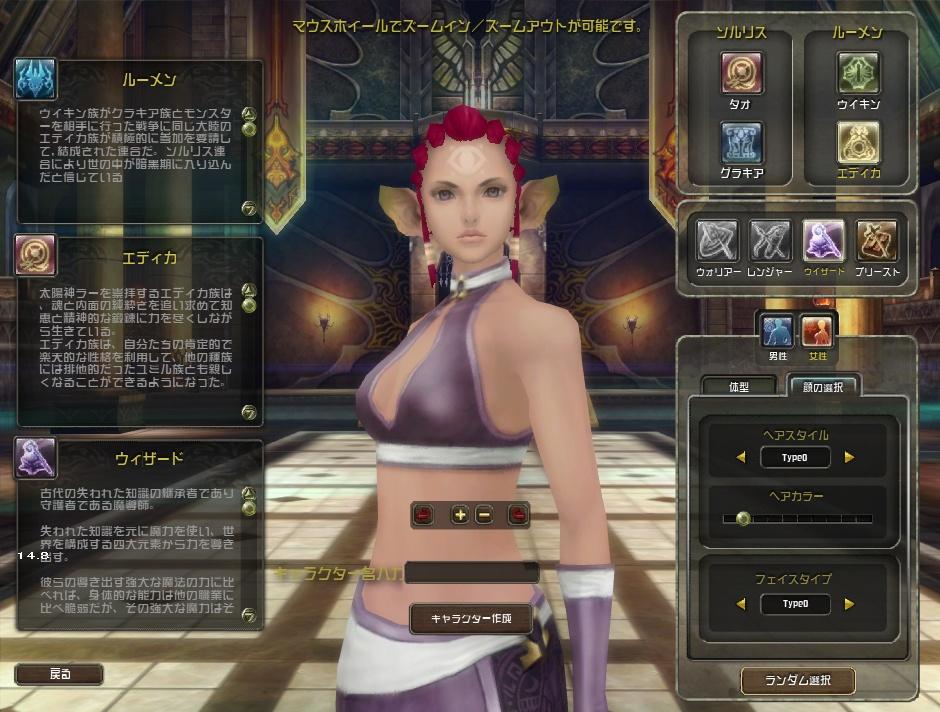 マウスホイールでズームイン／ズームアウトが可能です。
ルーメン
ウイキン族がグラキア族とモンスタ
ーを相手に行った戦争に同じ大陸の
エティカ族が積極的に参加を要請し
て,結成された連合だ。ソルリス連
合により世の中が暗黒期に入り込ん
だと信じている
エディカ
太陽神ラーを崇拝するエデイカ族は
、魂と内面の純粋さを追い求めて知
恵と精神的な鍛錬に力を尽くしなが
ら生きている。
エティカ族は、自分たちの肯定的で
楽天的な性格を利用して、他の種族
には排他的だったユミル族とも親し
くなることができるようになった。
ウィザード
古代の失われた知識の継承者であり
守護者である魔導師。
失われた知識を元に魔力を使い、世
界を構成する四大元素から力を導き
出す。
14.8
彼らの導き出す強大な魔法の力に比
べれば、身体的な能力は他の職業に
比べ脆弱だが、その強大な魔力はそ
戻る
キャラクター名入力
キャラクター作成
ソルリス
ルーメン
タオ
ウイキン
グラキア
エティカ
ウォリアー
レンジャー
ウイザード
プリースト
男性
女性
体型
顔の選択
ヘアスタイル
Type0
ヘアカラー
フェイスタイプ
Type0
ランダム選択